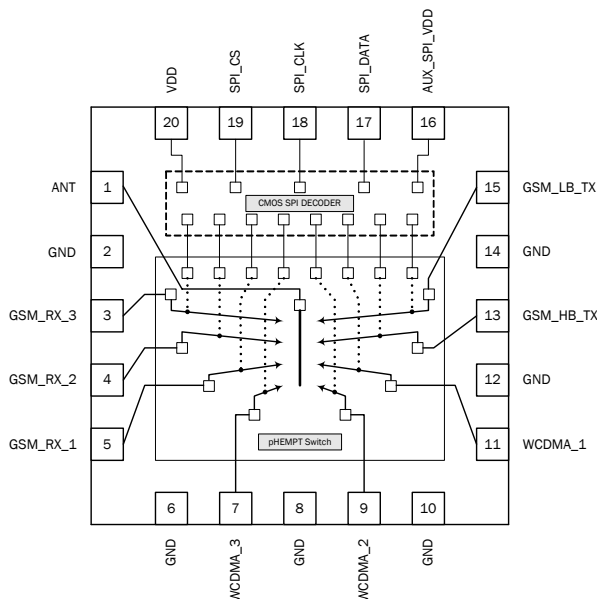 VDD
SPI_CS
SPI_CLK
SPI_DATA
AUX_SPI_VDD
20
19
18
17
16
ANT
1
15
GSM_LB_TX
CMOS SPI DECODER
GND
2
14
GND
GSM_RX_3
3
13
GSM_HB_TX
GSM_RX_2
4
12
GND
GSM_RX_1
5
11
WCDMA_1
pHEMPT Switch
6
7
8
9
10
GND
WCDMA_3
GND
WCDMA_2
GND